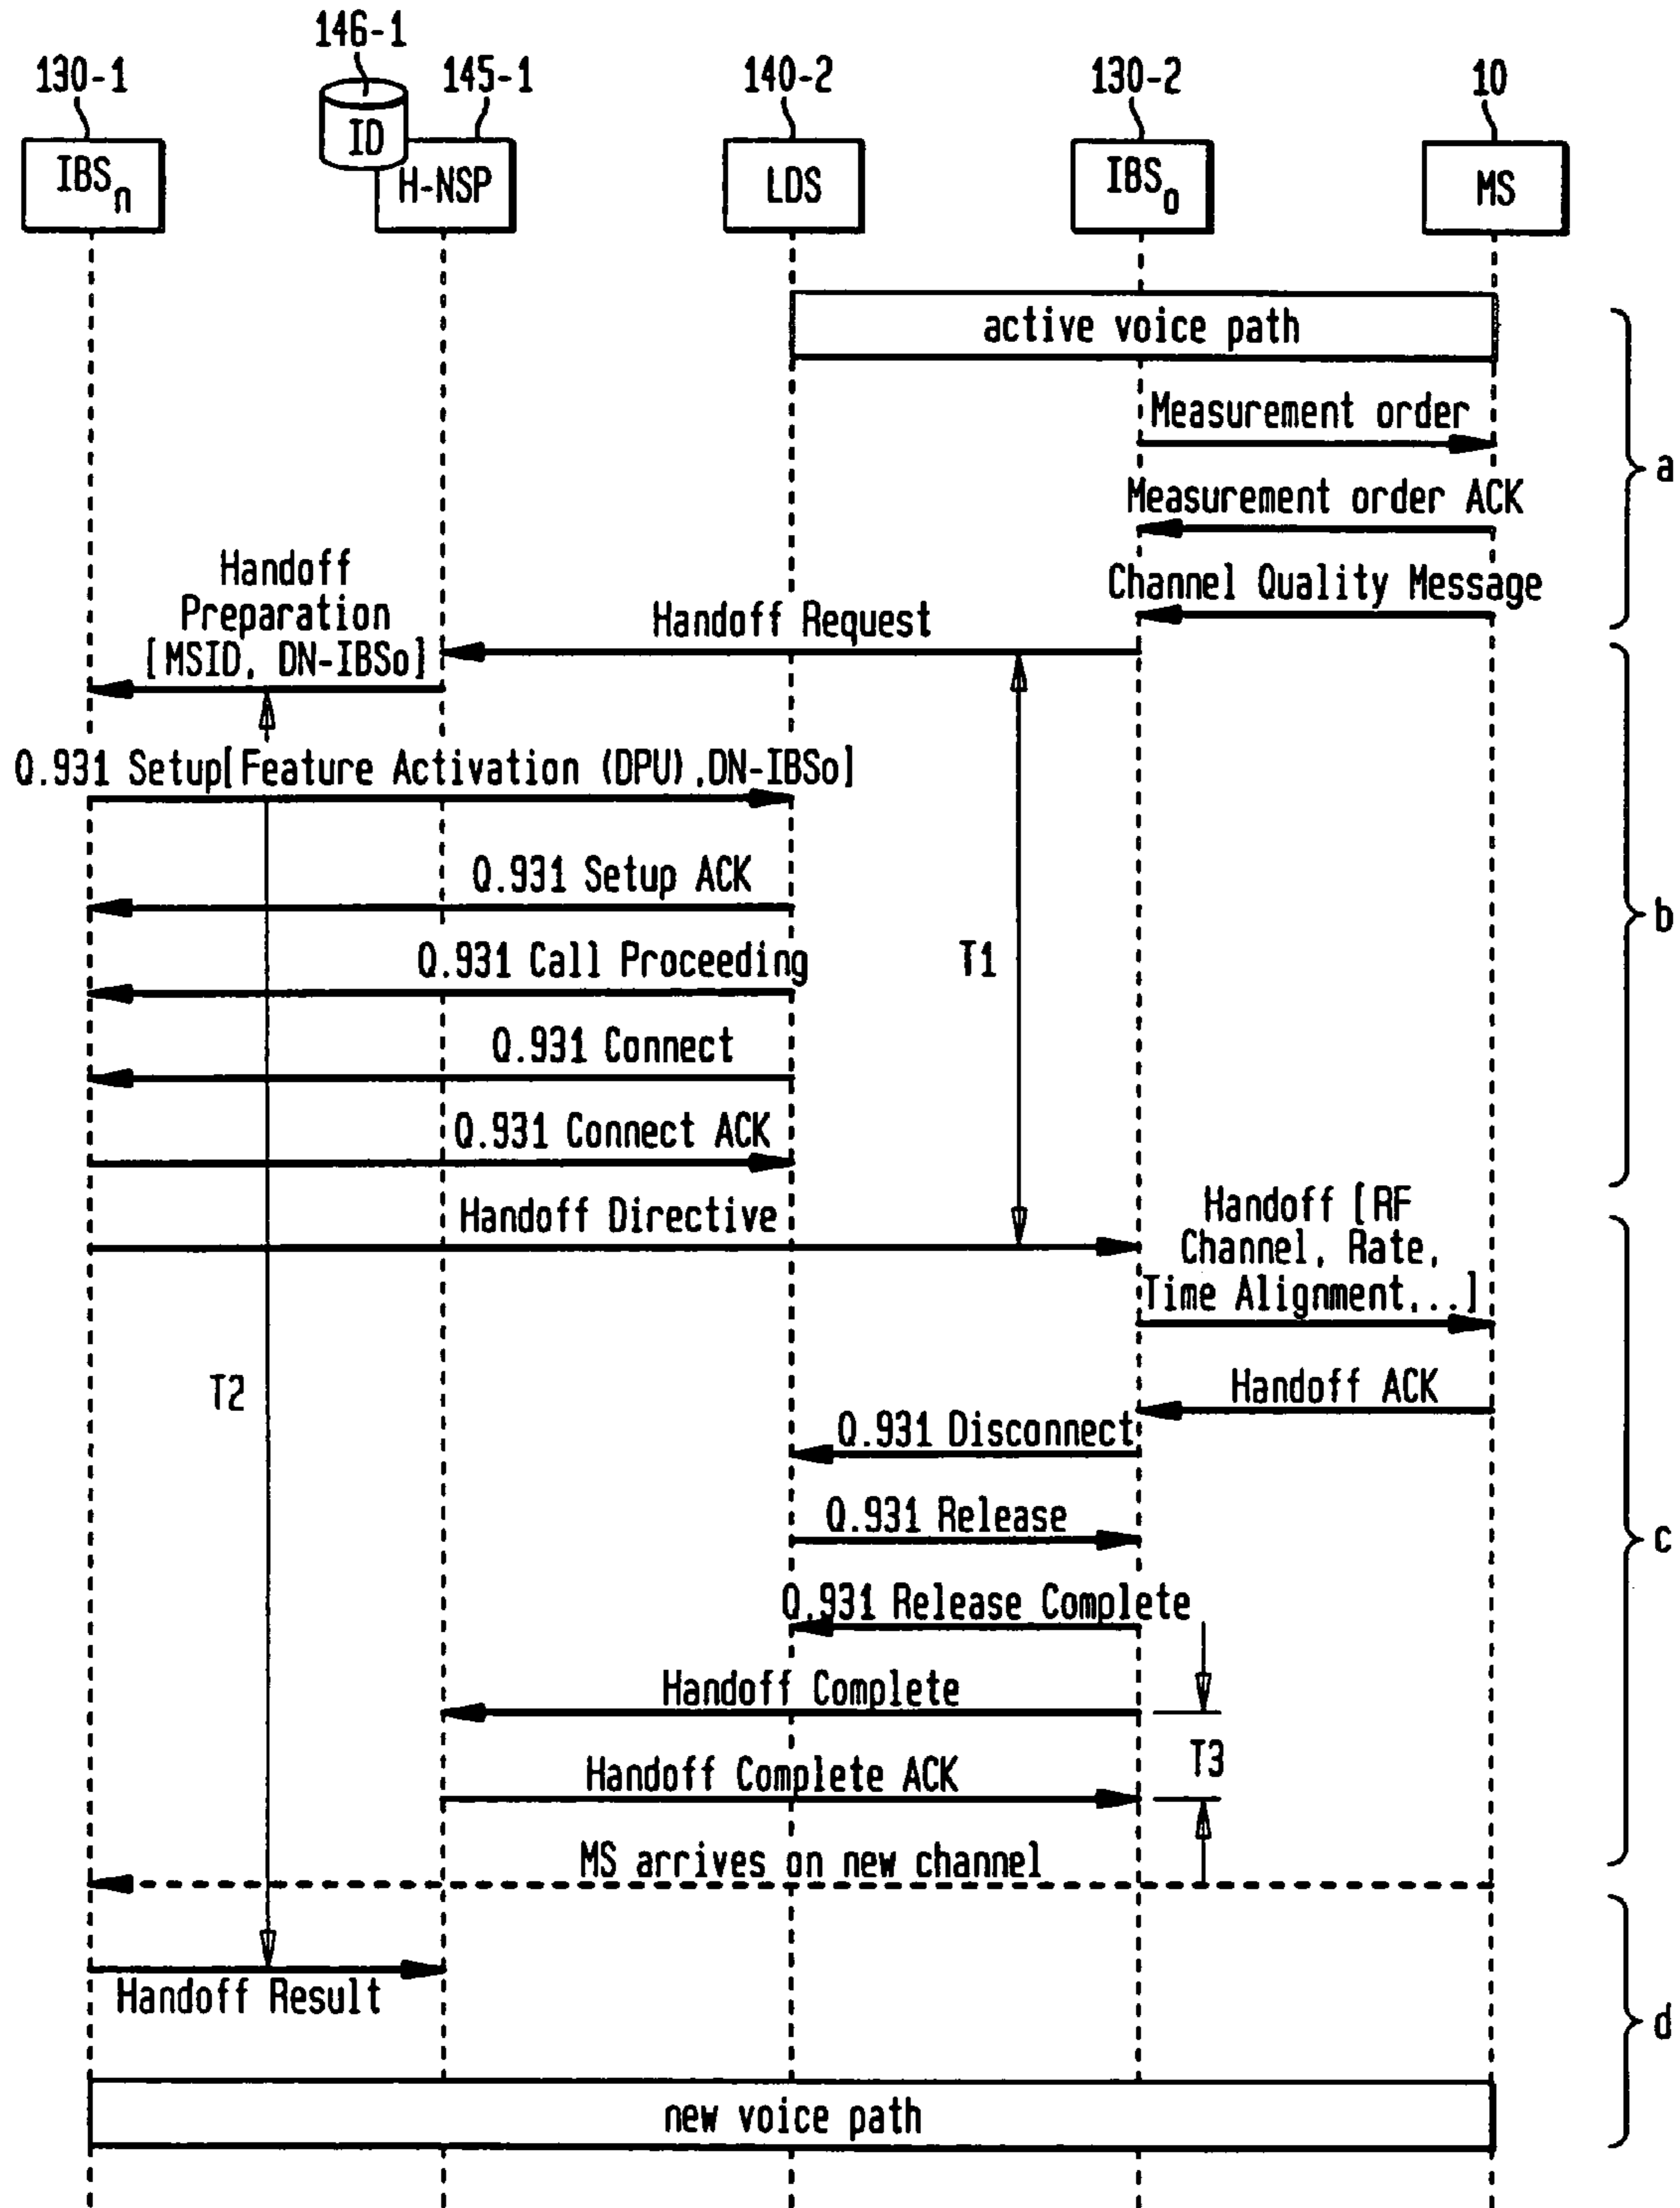 146-1
130-1
145-1
140-2
130-2
10
ID
IBSn
H-NSP
LDS
IBSo
MS
active voice path
Measurement order
a
Measurement order ACK
Channel Quality Message
Handoff
Preparation
[MSID, DN-IBSo]
Handoff Request
Q.931 Setup[Feature Activation (DPU),DN-IBSo]
Q.931 Setup ACK
b
Q.931 Call Proceeding
T1
Q.931 Connect
Q.931 Connect ACK
Handoff Directive
Handoff [RF
Channel, Rate,
Time Alignment,..]
T2
Handoff ACK
Q.931 Disconnect
Q.931 Release
c
Q.931 Release Complete
Handoff Complete
T3
Handoff Complete ACK
MS arrives on new channel
Handoff Result
d
new voice path